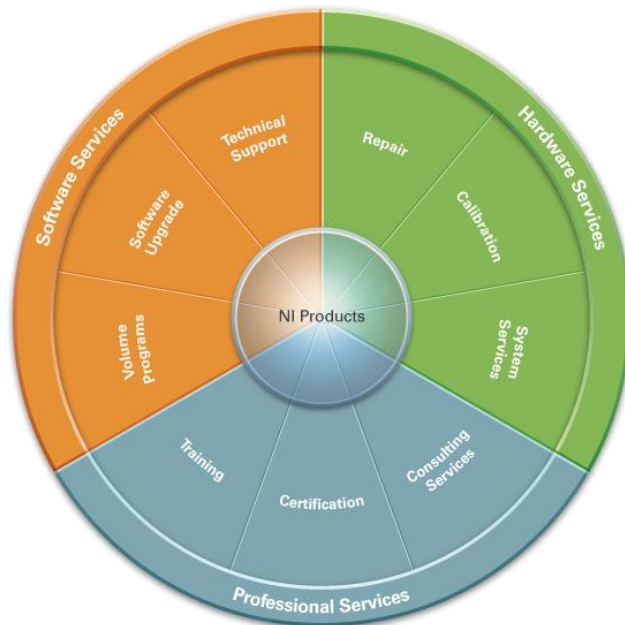 Software Services
Hardware Services
Technical
Support
Repair
Software
Upgrade
Calibration
NI Products
Volume
Programs
System
Services
Training
Certification
Consulting
Services
Professional Services